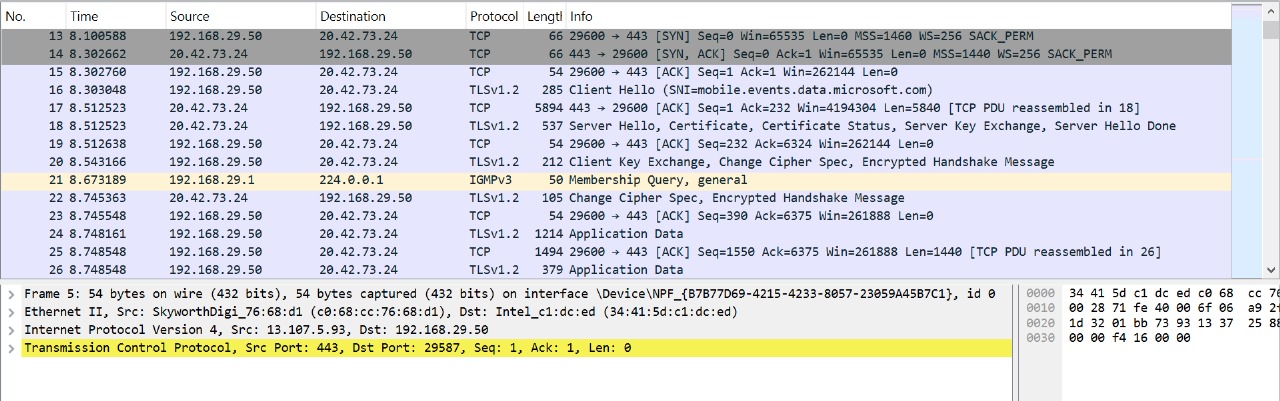 No. Time Source Destination Protocol Length Info
13 8.100588 192.168.29.50 20.42.73.24 TCP 66 29600 → 443 [SYN] Seq=0 Win=65535 Len=0 MSS=1460 WS=256 SACK_PERM
14 8.302662 20.42.73.24 192.168.29.50 TCP 66 443 → 29600 [SYN, ACK] Seq=0 Ack=1 Win=65535 Len=0 MSS=1440 WS=256 SACK_PERM
15 8.302760 192.168.29.50 20.42.73.24 TCP 54 29600 → 443 [ACK] Seq=1 Ack=1 Win=262144 Len=0
16 8.303048 192.168.29.50 20.42.73.24 TLSv1.2 285 Client Hello (SNI=mobile.events.data.microsoft.com)
17 8.512523 20.42.73.24 192.168.29.50 TCP 5894 443 → 29600 [ACK] Seq=1 Ack=232 Win=4194304 Len=5840 [TCP PDU reassembled in 18]
18 8.512523 20.42.73.24 192.168.29.50 TLSv1.2 537 Server Hello, Certificate, Certificate Status, Server Key Exchange, Server Hello Done
19 8.512638 192.168.29.50 20.42.73.24 TCP 54 29600 → 443 [ACK] Seq=232 Ack=6324 Win=262144 Len=0
20 8.543166 192.168.29.50 20.42.73.24 TLSv1.2 212 Client Key Exchange, Change Cipher Spec, Encrypted Handshake Message
21 8.673189 192.168.29.1 224.0.0.1 IGMPv3 50 Membership Query, general
22 8.745363 20.42.73.24 192.168.29.50 TLSv1.2 105 Change Cipher Spec, Encrypted Handshake Message
23 8.745548 192.168.29.50 20.42.73.24 TCP 54 29600 → 443 [ACK] Seq=390 Ack=6375 Win=261888 Len=0
24 8.748161 192.168.29.50 20.42.73.24 TLSv1.2 1214 Application Data
25 8.748548 192.168.29.50 20.42.73.24 TCP 1494 29600 → 443 [ACK] Seq=1550 Ack=6375 Win=261888 Len=1440 [TCP PDU reassembled in 26]
26 8.748548 192.168.29.50 20.42.73.24 TLSv1.2 379 Application Data
Frame 5: 54 bytes on wire (432 bits), 54 bytes captured (432 bits) on interface \Device\NPF_{B7B77D69-4215-4233-8057-23059A45B7C1}, id 0
Ethernet II, Src: SkyworthDigi_76:68:d1 (c0:68:cc:76:68:d1), Dst: Intel_c1:dc:ed (34:41:5d:c1:dc:ed)
Internet Protocol Version 4, Src: 13.107.5.93, Dst: 192.168.29.50
Transmission Control Protocol, Src Port: 443, Dst Port: 29587, Seq: 1, Ack: 1, Len: 0
0000 34 41 5d c1 dc ed c0 68 cc 76
0010 00 28 71 fe 40 00 6f 06 a9 2f
0020 1d 32 01 bb 73 93 13 37 25 88
0030 00 00 f4 16 00 00